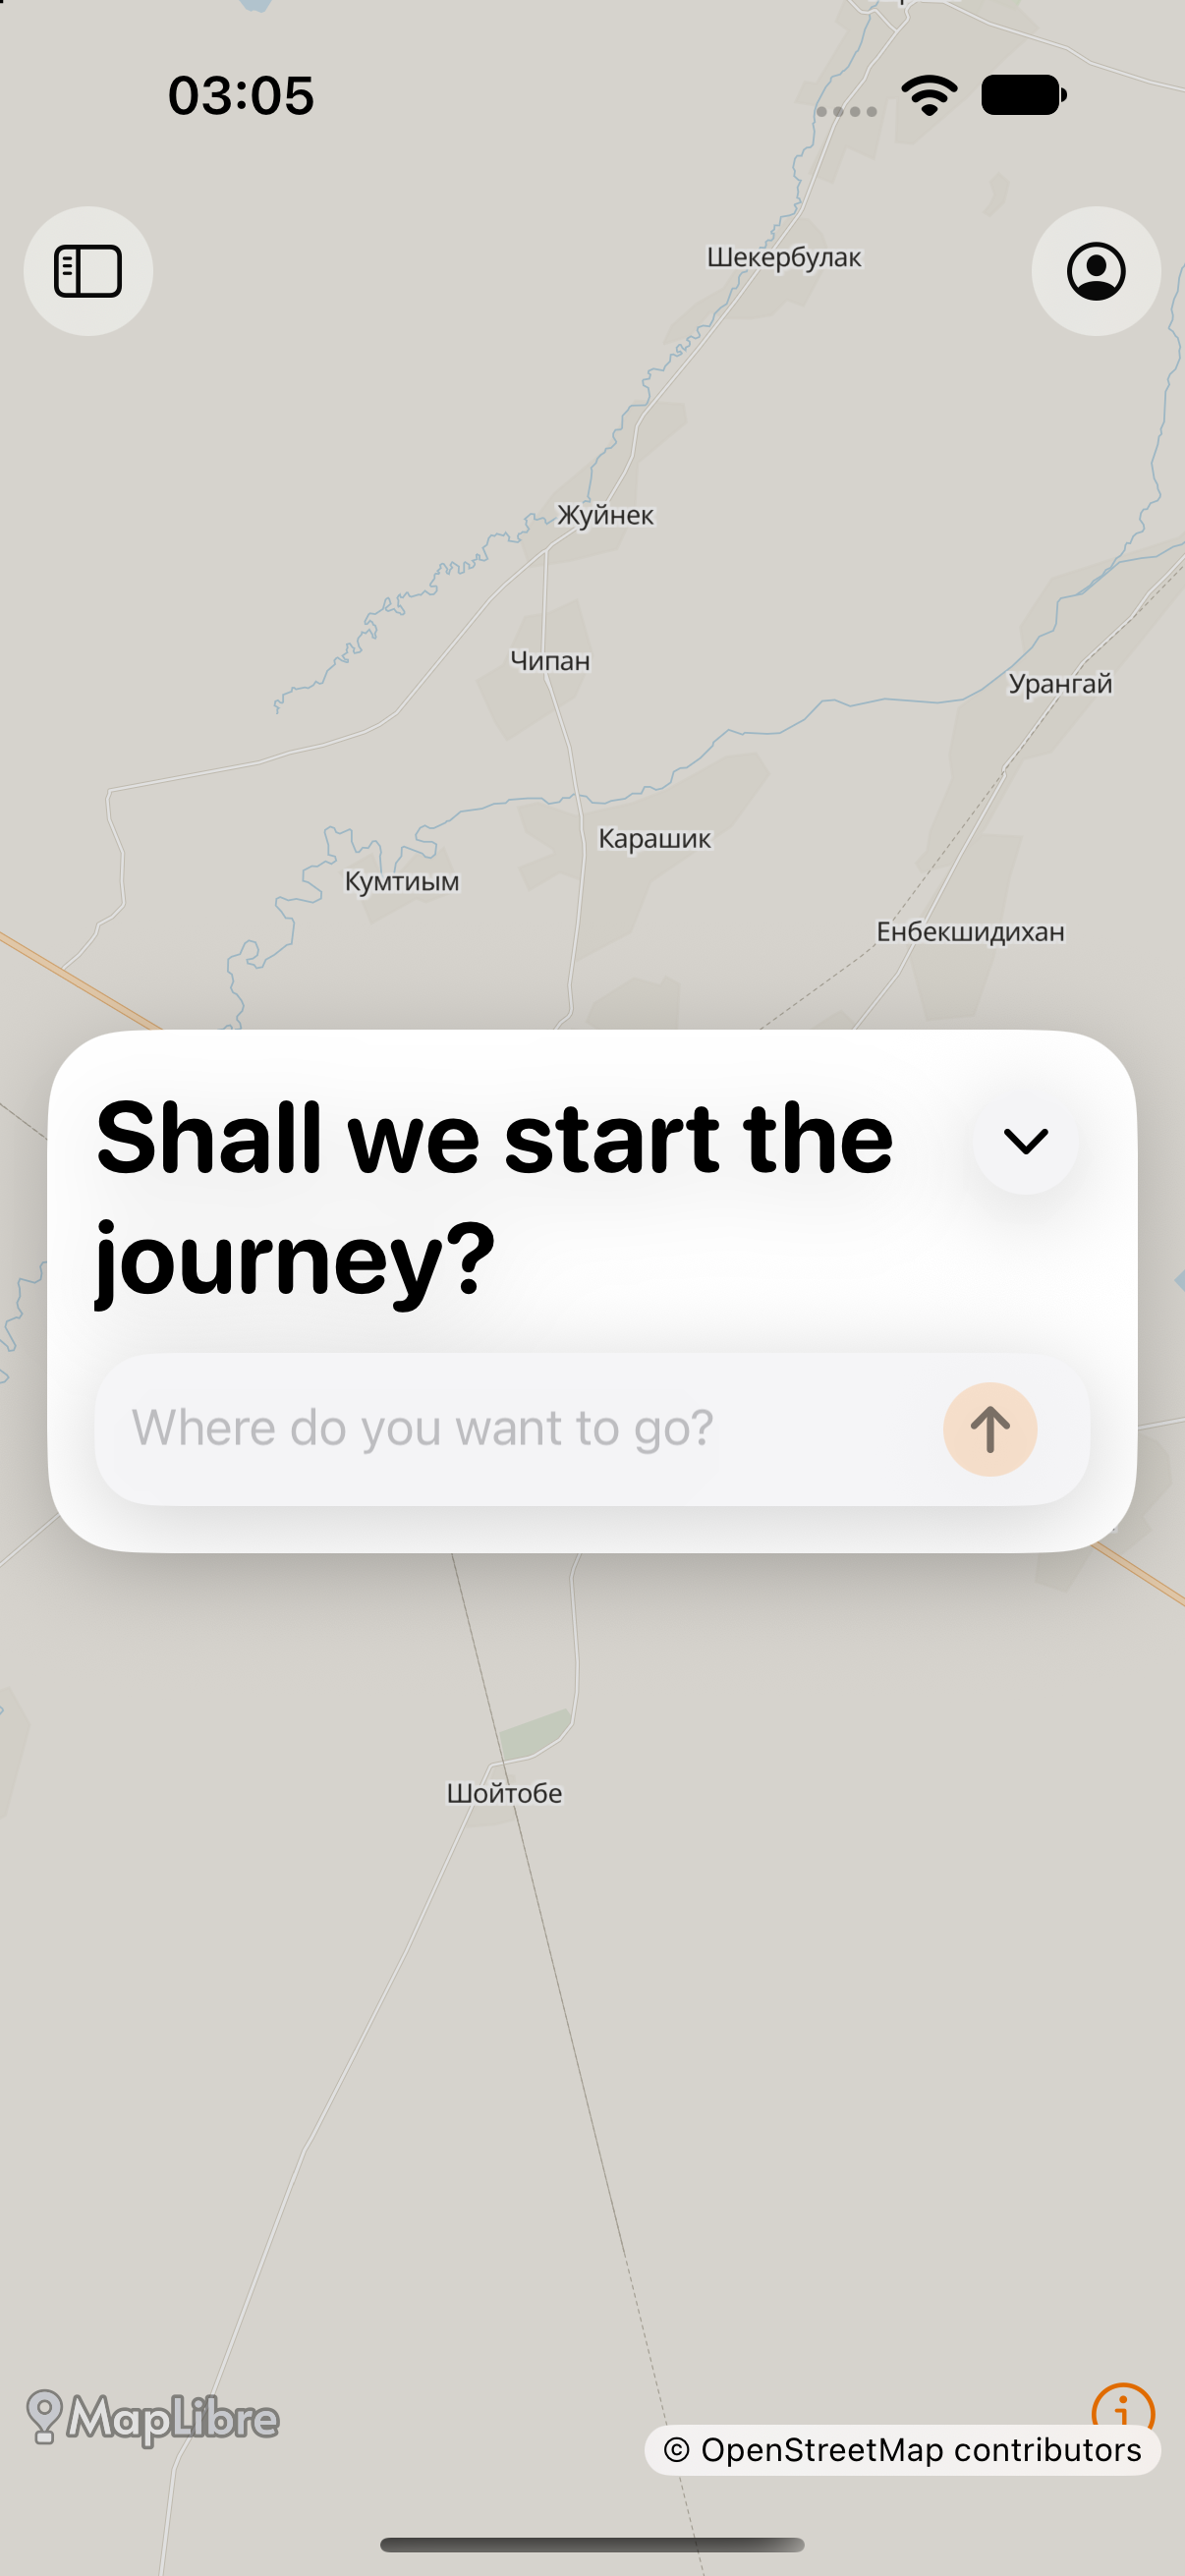 03:05
Шекербулак
Жуйнек
Чипан
Урангай
Карашик
Кумтиым
Енбекшидихан
Shall we start the
journey?
Where do you want to go?
Шойтобе
MapLibre
© OpenStreetMap contributors